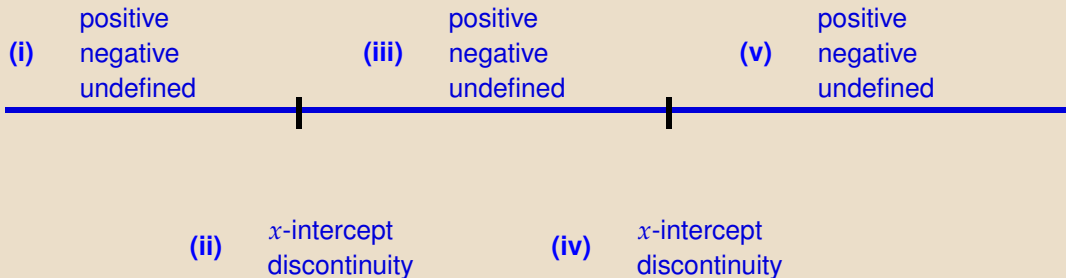 positive
(i) negative
undefined
positive
(iii) negative
undefined
positive
(v) negative
undefined
(ii) x-intercept
discontinuity
(iv) x-intercept
discontinuity